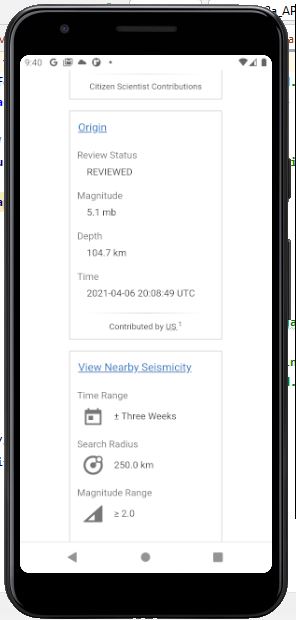 9:40
Citizen Scientist Contributions
Origin
Review Status
REVIEWED
Magnitude
5.1 mb
Depth
104.7 km
Time
2021-04-06 20:08:49 UTC
Contributed by US 1
View Nearby Seismicity
Time Range
± Three Weeks
Search Radius
250.0 km
Magnitude Range
≥ 2.0